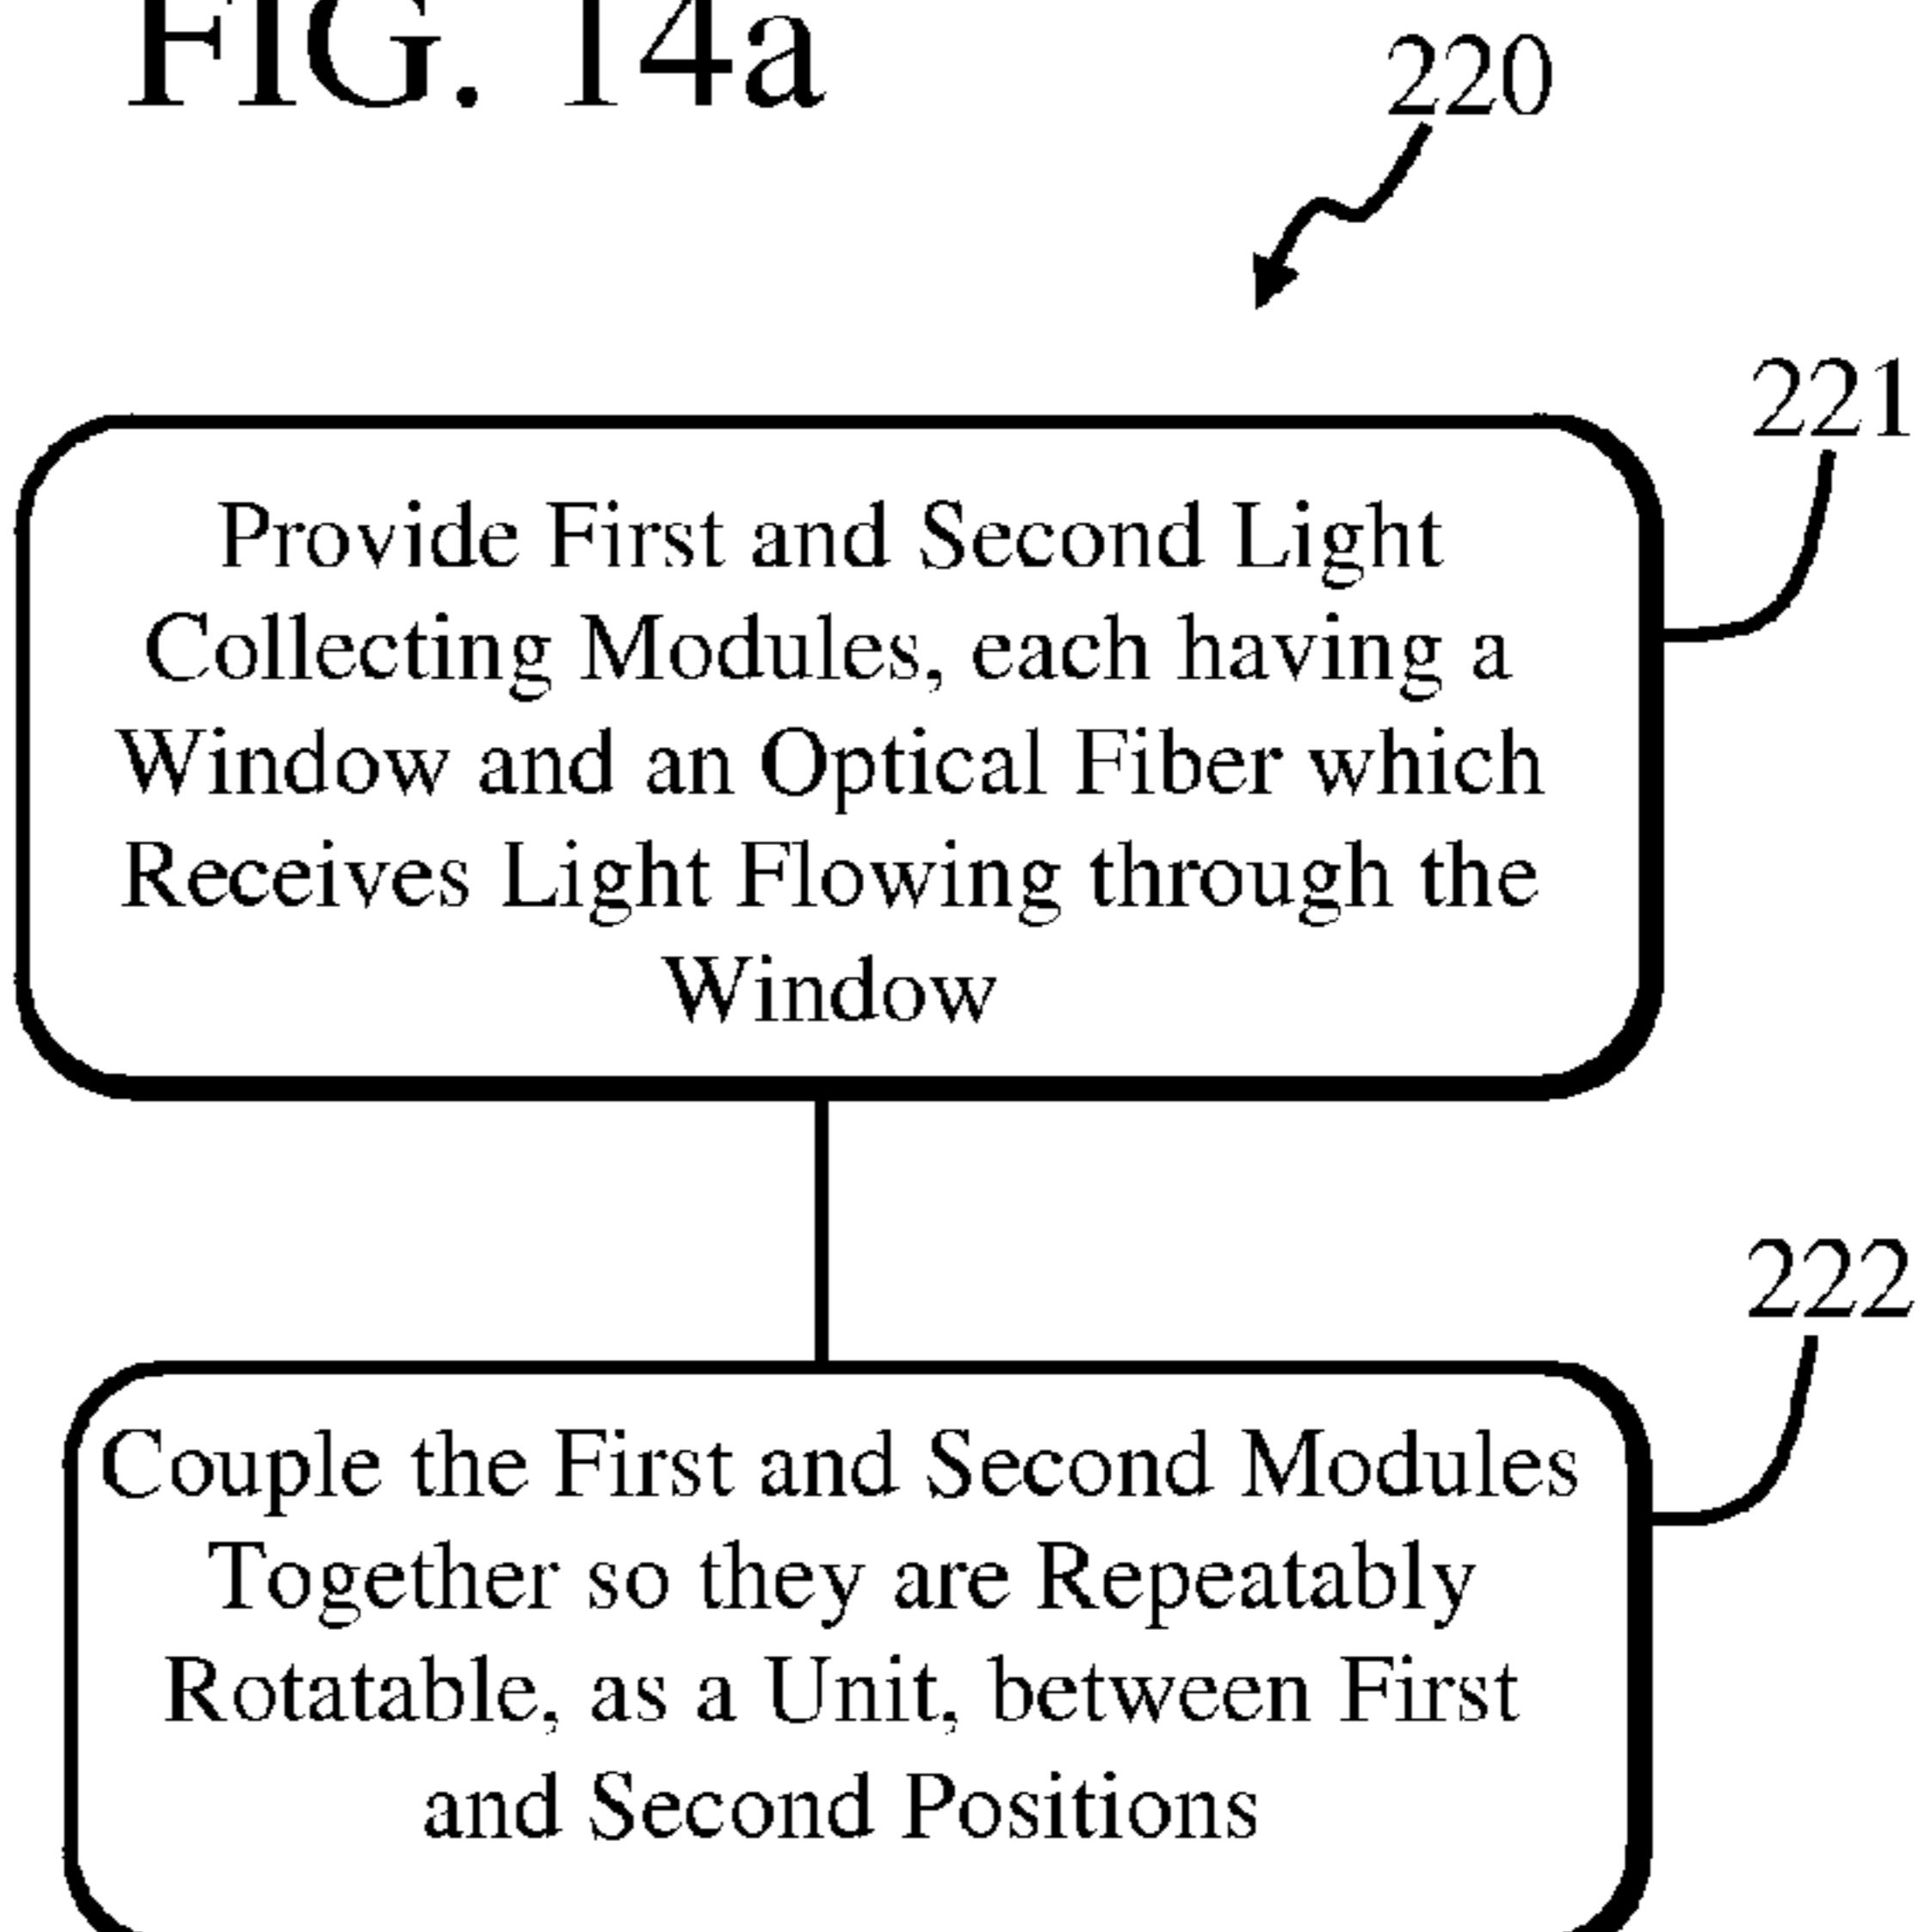 FIG. 14a
220
221
Provide First and Second Light
Collecting Modules, each having a
Window and an Optical Fiber which
Receives Light Flowing through the
Window
222
Couple the First and Second Modules
Together so they are Repeatably
Rotatable, as a Unit, between First
and Second Positions